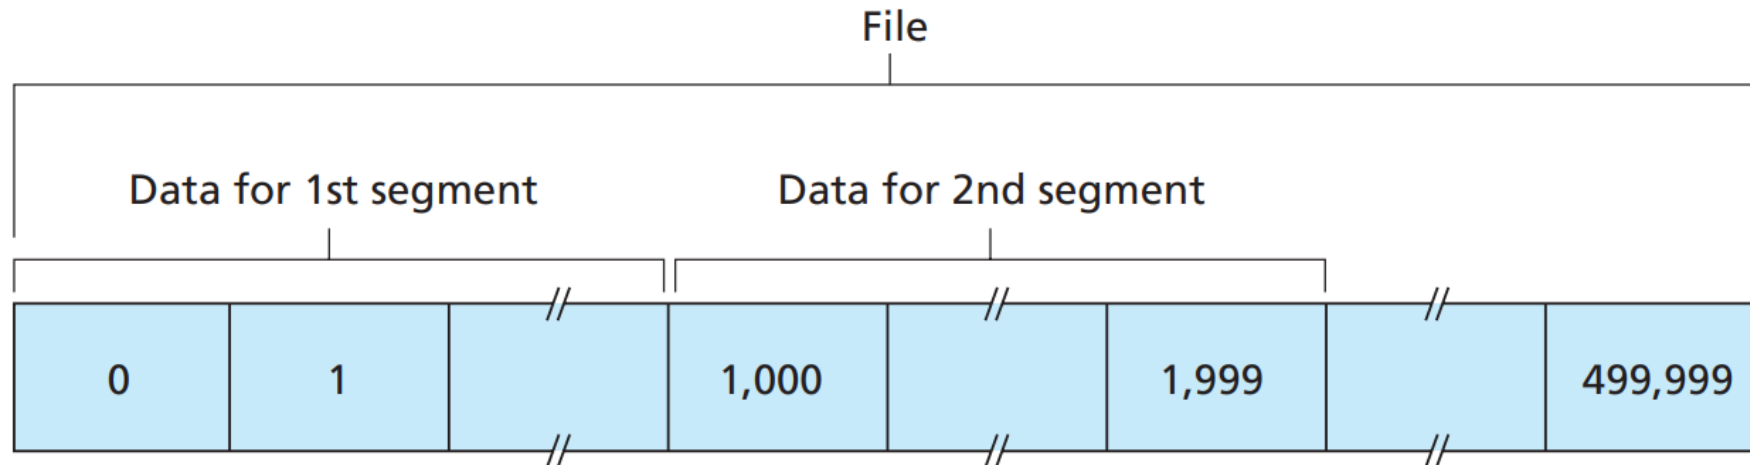 File
Data for 1st segment Data for 2nd segment
0 1 1,000 1,999 499,999